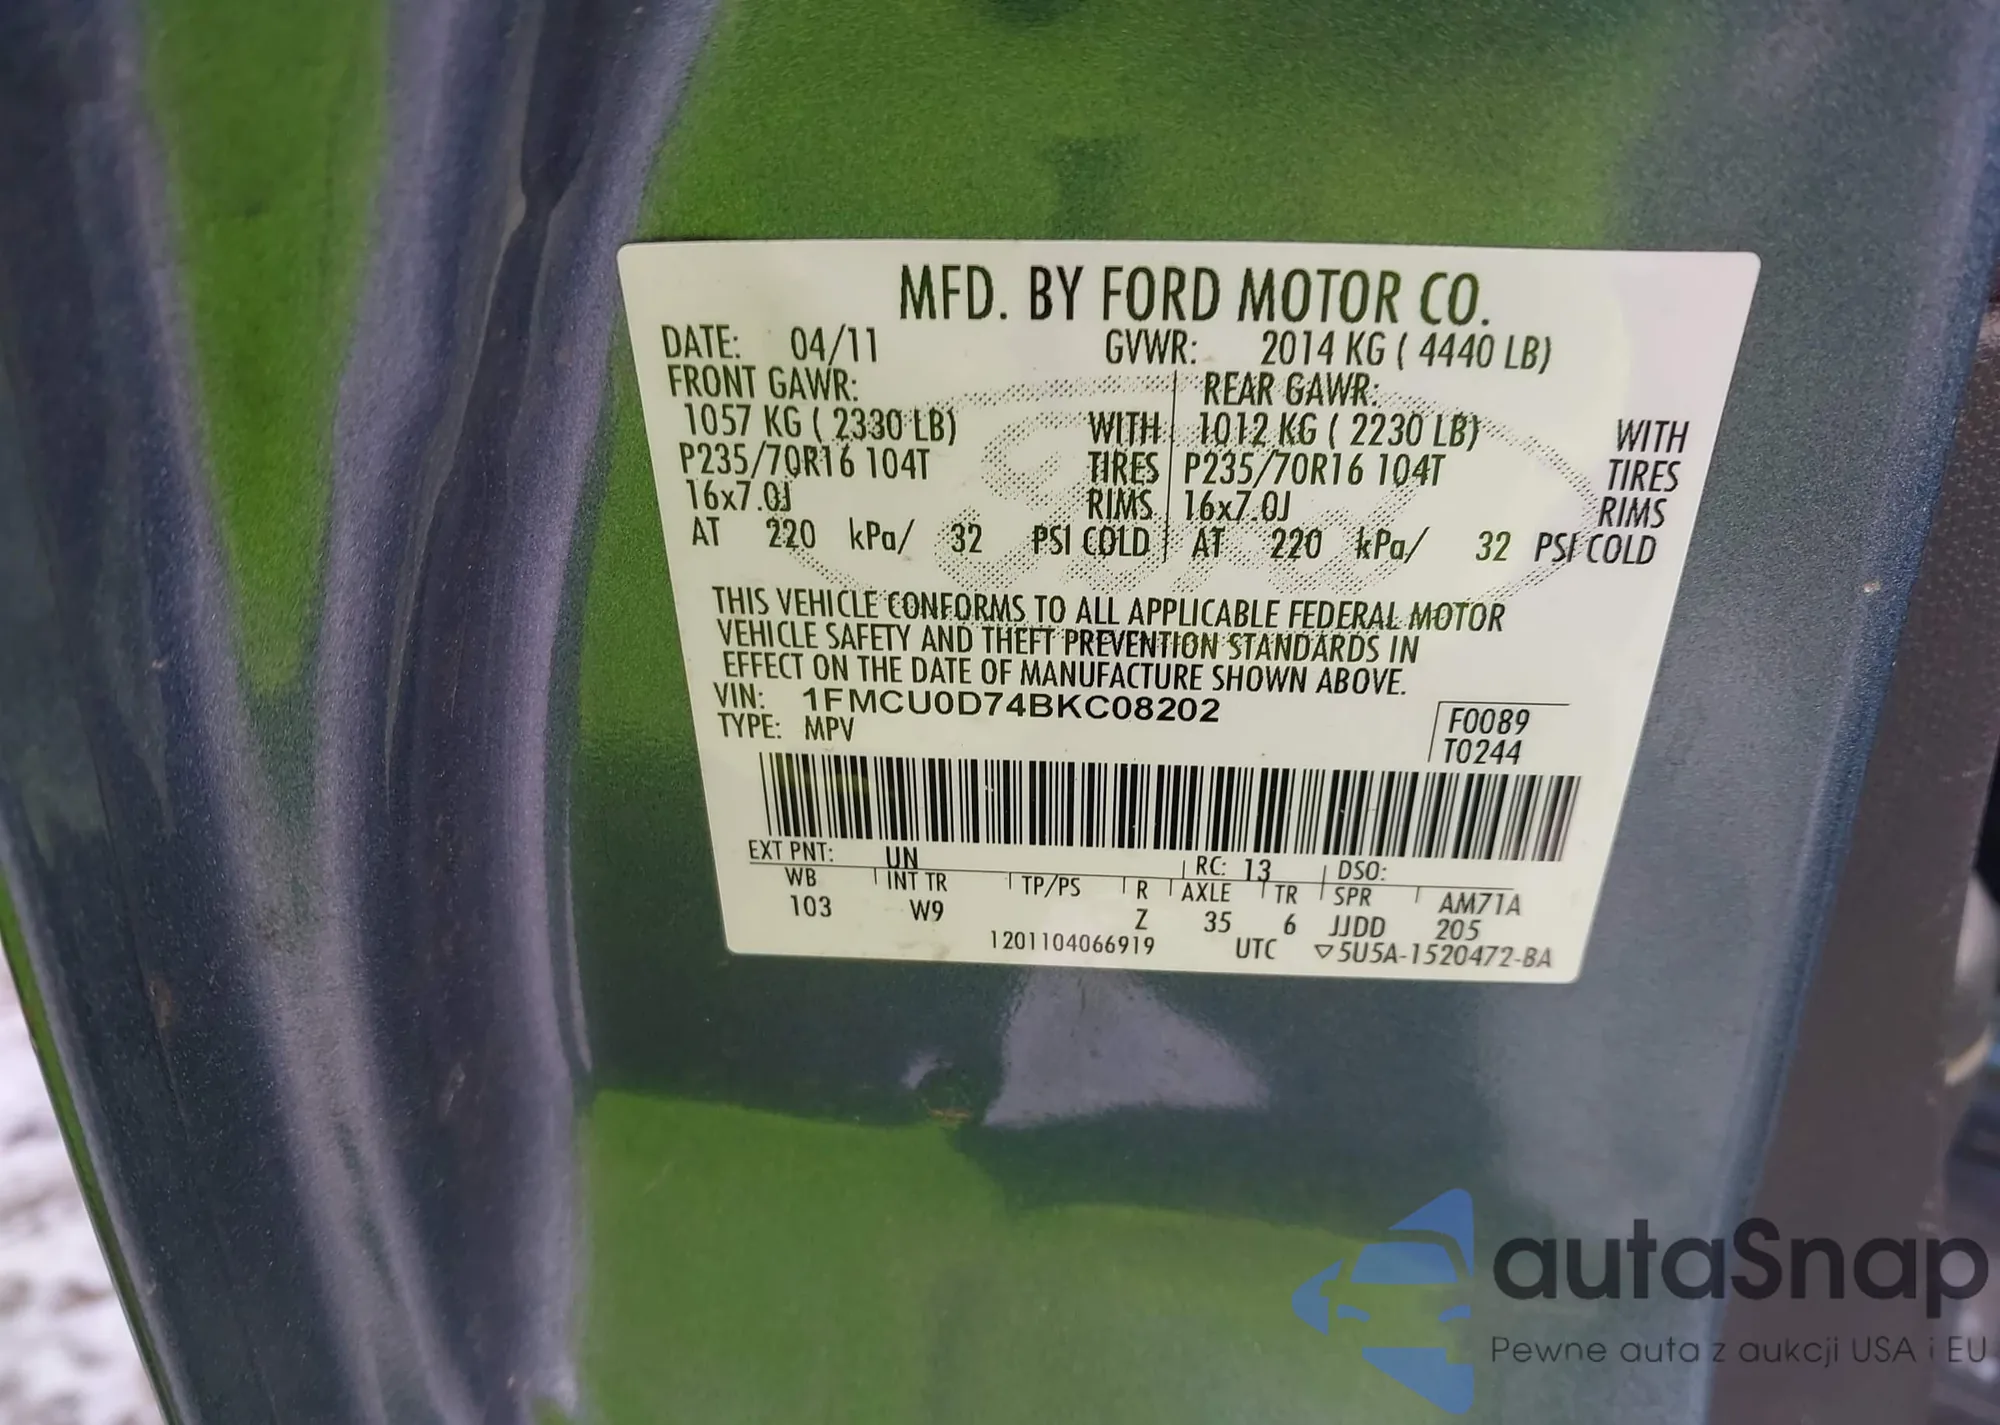 MFD. BY FORD MOTOR CO.
DATE: 04/11 GVWR: 2014 KG ( 4440 LB)
FRONT GAWR: REAR GAWR:
1057 KG ( 2330 LB) WITH 1012 KG ( 2230 LB) WITH
P235/70R16 104T TIRES P235/70R16 104T TIRES
16x7.0J RIMS 16x7.0J RIMS
AT 220 kPa/ 32 PSI COLD AT 220 kPa/ 32 PSI COLD
THIS VEHICLE CONFORMS TO ALL APPLICABLE FEDERAL MOTOR
VEHICLE SAFETY AND THEFT PREVENTION STANDARDS IN
EFFECT ON THE DATE OF MANUFACTURE SHOWN ABOVE.
VIN: 1FMCU0D74BKC08202 F0089
TYPE: MPV T0244
EXT PNT: UN RC: 13 DSO:
WB INT TR TP/PS R AXLE TR SPR AM71A
103 W9 Z 35 6 JJDD 205
1201104066919 UTC ▽5U5A-1520472-BA
autaSnap
Pewne auta z aukcji USA i EU